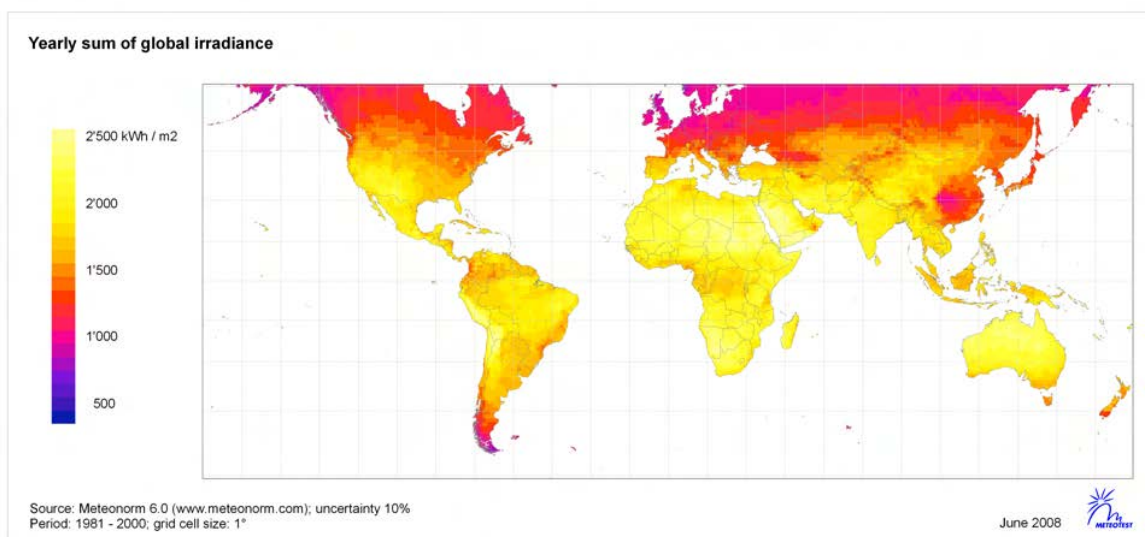 Yearly sum of global irradiance
2'500 kWh / m2
2'000
1'500
1'000
500
Source: Meteonorm 6.0 (www.meteonorm.com); uncertainty 10%
Period: 1981 - 2000; grid cell size: 1°
June 2008
METEOTEST